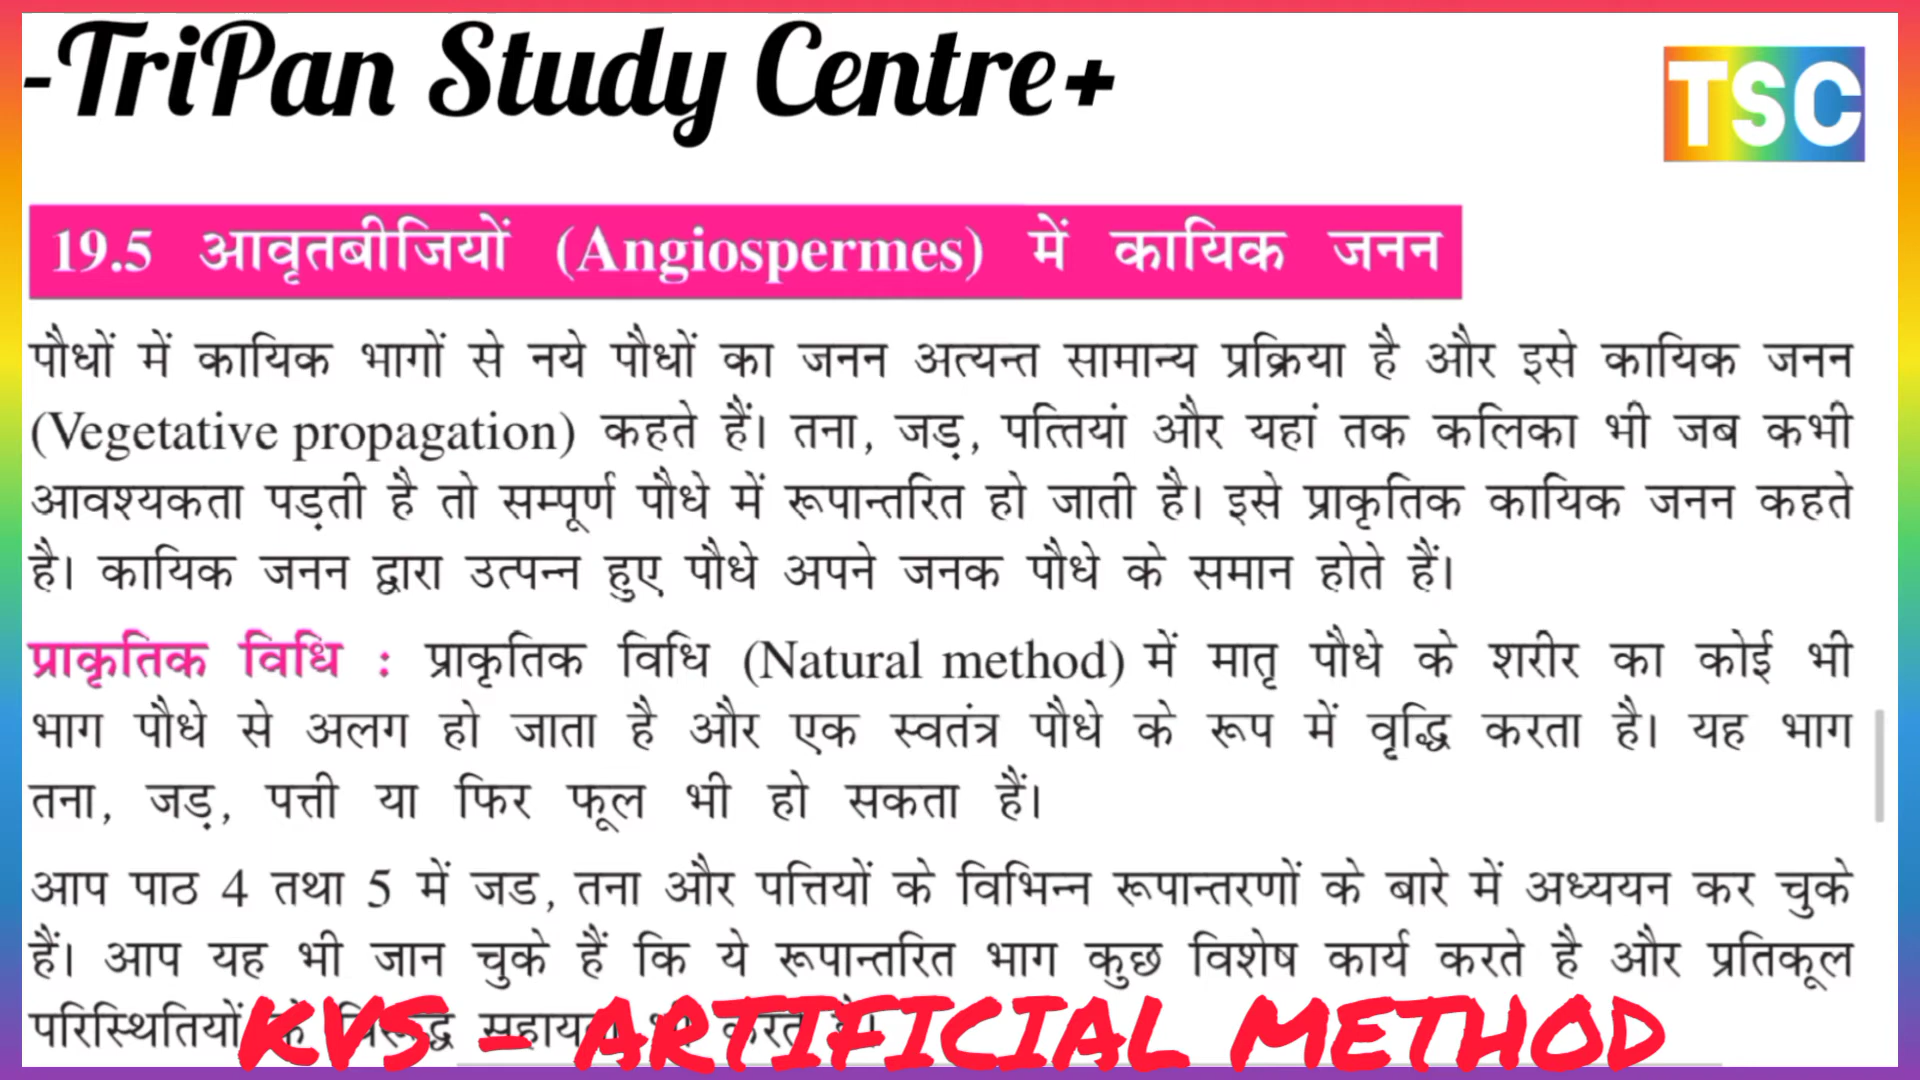 -TriPan Study Centre+
TSC
19.5 आवृतबीजियों (Angiospermes) में कायिक जनन
पौधों में कायिक भागों से नये पौधों का जनन अत्यन्त सामान्य प्रक्रिया है और इसे कायिक जनन
(Vegetative propagation) कहते हैं। तना, जड़, पत्तियां और यहां तक कलिका भी जब कभी
आवश्यकता पड़ती है तो सम्पूर्ण पौधे में रूपान्तरित हो जाती है। इसे प्राकृतिक कायिक जनन कहते
है। कायिक जनन द्वारा उत्पन्न हुए पौधे अपने जनक पौधे के समान होते हैं।
प्राकृतिक विधि : प्राकृतिक विधि (Natural method) में मातृ पौधे के शरीर का कोई भी
भाग पौधे से अलग हो जाता है और एक स्वतंत्र पौधे के रूप में वृद्धि करता है। यह भाग
तना, जड़, पत्ती या फिर फूल भी हो सकता हैं।
आप पाठ 4 तथा 5 में जड, तना और पत्तियों के विभिन्न रूपान्तरणों के बारे में अध्ययन कर चुके
हैं। आप यह भी जान चुके हैं कि ये रूपान्तरित भाग कुछ विशेष कार्य करते है और प्रतिकूल
परिस्थितियों
KVS - ARTIFICIAL METHOD